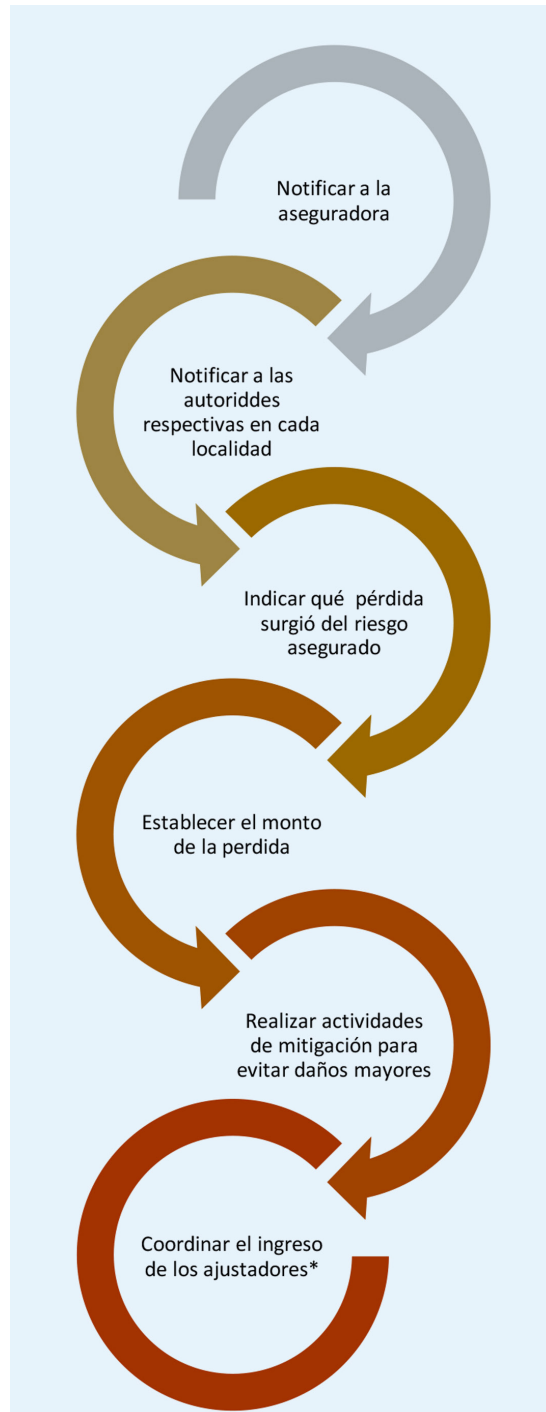 Notificar a la
aseguradora
Notificar a las
autoriddes
respectivas en cada
localidad
Indicar qué pérdida
surgió del riesgo
asegurado
Establecer el monto
de la perdida
Realizar actividades
de mitigación para
evitar daños mayores
Coordinar el ingreso
de los ajustadores*